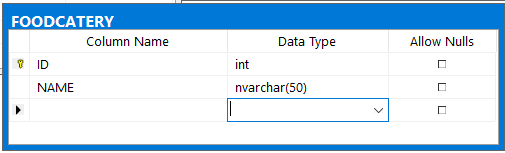 FOODCATERY
Column Name Data Type Allow Nulls
ID int
NAME nvarchar(50)